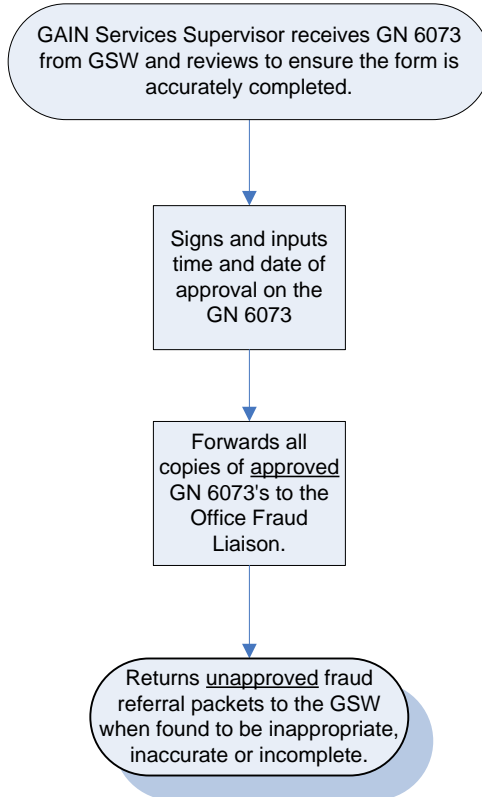 GAIN Services Supervisor receives GN 6073
from GSW and reviews to ensure the form is
accurately completed.
Signs and inputs
time and date of
approval on the
GN 6073
Forwards all
copies of approved
GN 6073's to the
Office Fraud
Liaison.
Returns unapproved fraud
referral packets to the GSW
when found to be inappropriate,
inaccurate or incomplete.